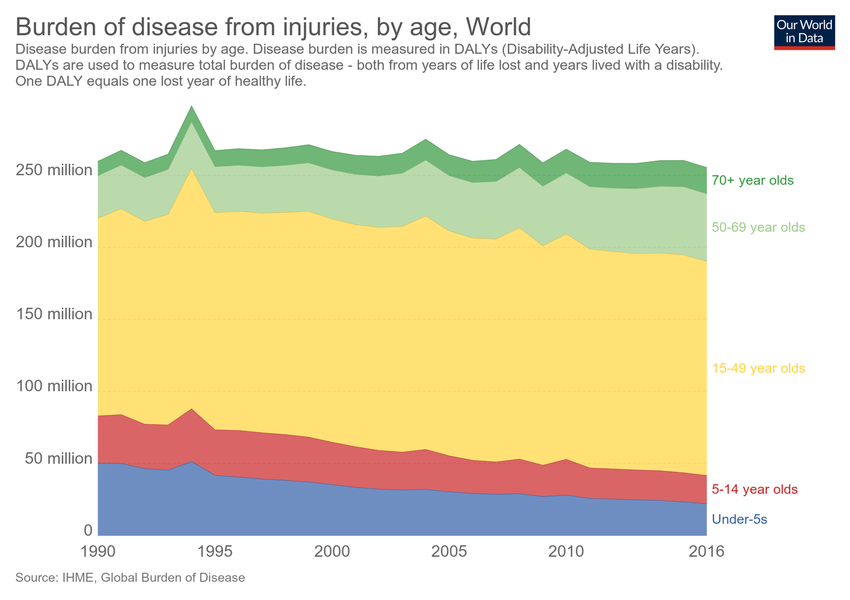 Burden of disease from injuries, by age, World
Our World
in Data
Disease burden from injuries by age. Disease burden is measured in DALYs (Disability-Adjusted Life Years).
DALYs are used to measure total burden of disease - both from years of life lost and years lived with a disability.
One DALY equals one lost year of healthy life.
250 million
200 million
150 million
100 million
50 million
0
70+ year olds
50-69 year olds
15-49 year olds
5-14 year olds
Under-5s
1990
1995
2000
2005
2010
2016
Source: IHME, Global Burden of Disease